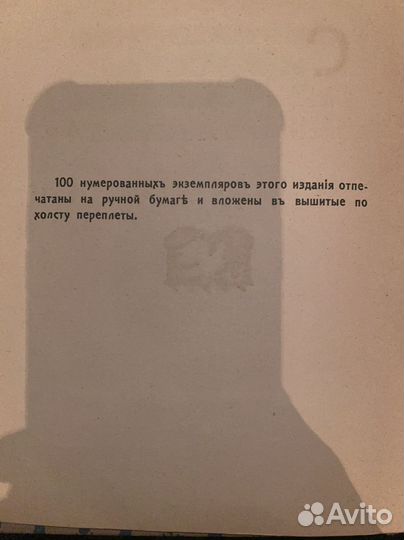 100 нумерованныхъ экземпляровъ этого изданія отпе-
чатаны на ручной бумагѣ и вложены въ вышитые по
холсту переплеты.
Avito